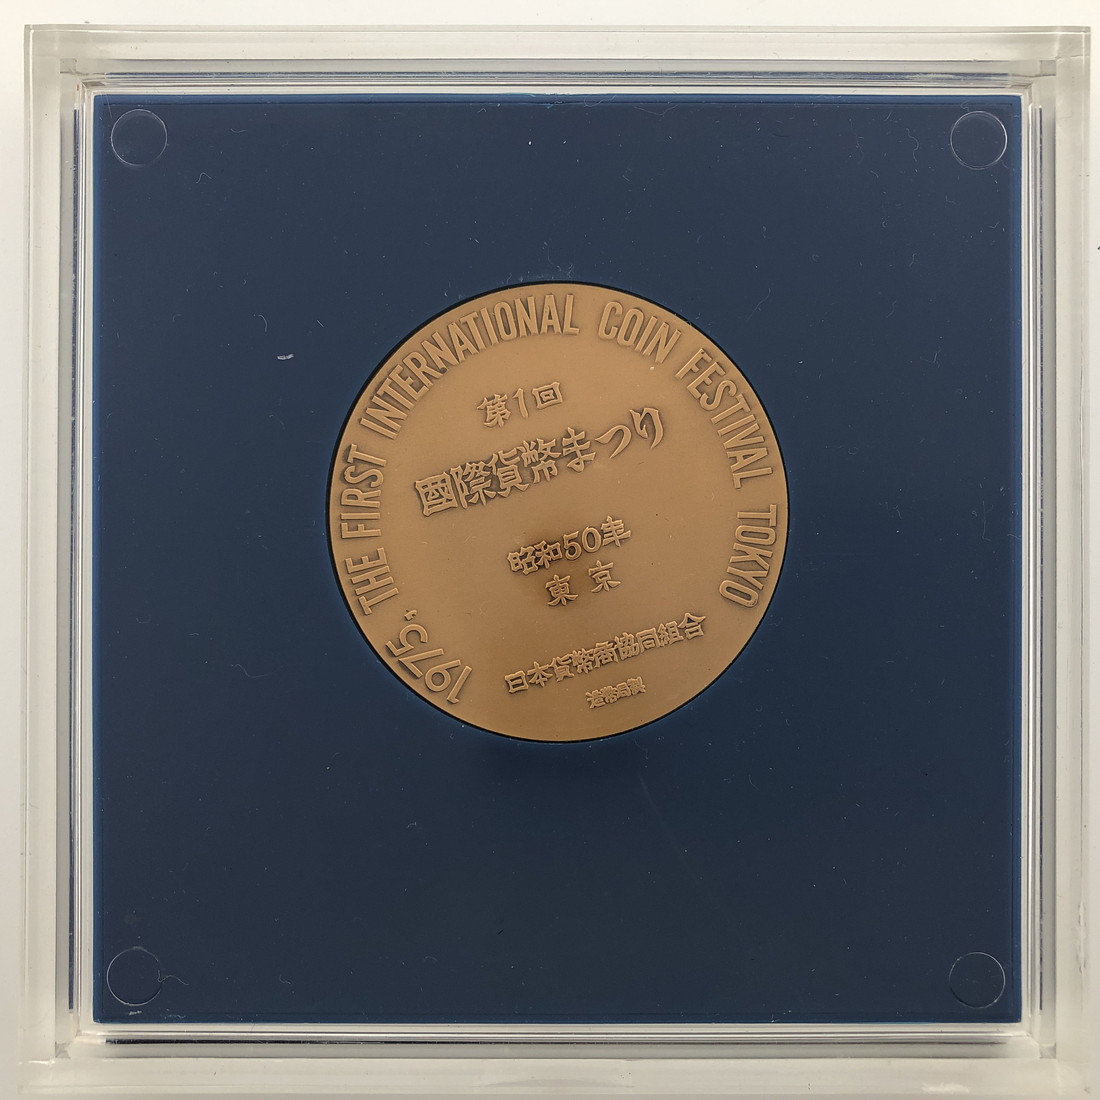 1975, THE FIRST INTERNATIONAL COIN FESTIVAL TOKYO
第1回
國際貨幣まつり
昭和50年
東京
日本貨幣商協同組合
造幣局製